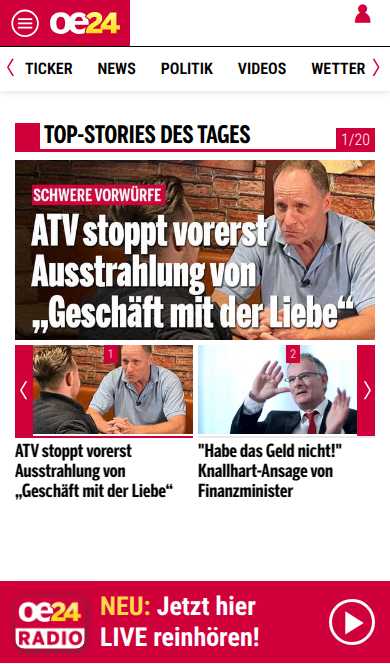 oe24
TICKER NEWS POLITIK VIDEOS WETTER
TOP-STORIES DES TAGES
1/20
SCHWERE VORWÜRFE
ATV stoppt vorerst
Ausstrahlung von
„Geschäft mit der Liebe“
1
2
ATV stoppt vorerst
Ausstrahlung von
„Geschäft mit der Liebe“
"Habe das Geld nicht!"
Knallhart-Ansage von
Finanzminister
oe24
RADIO
NEU: Jetzt hier
LIVE reinhören!